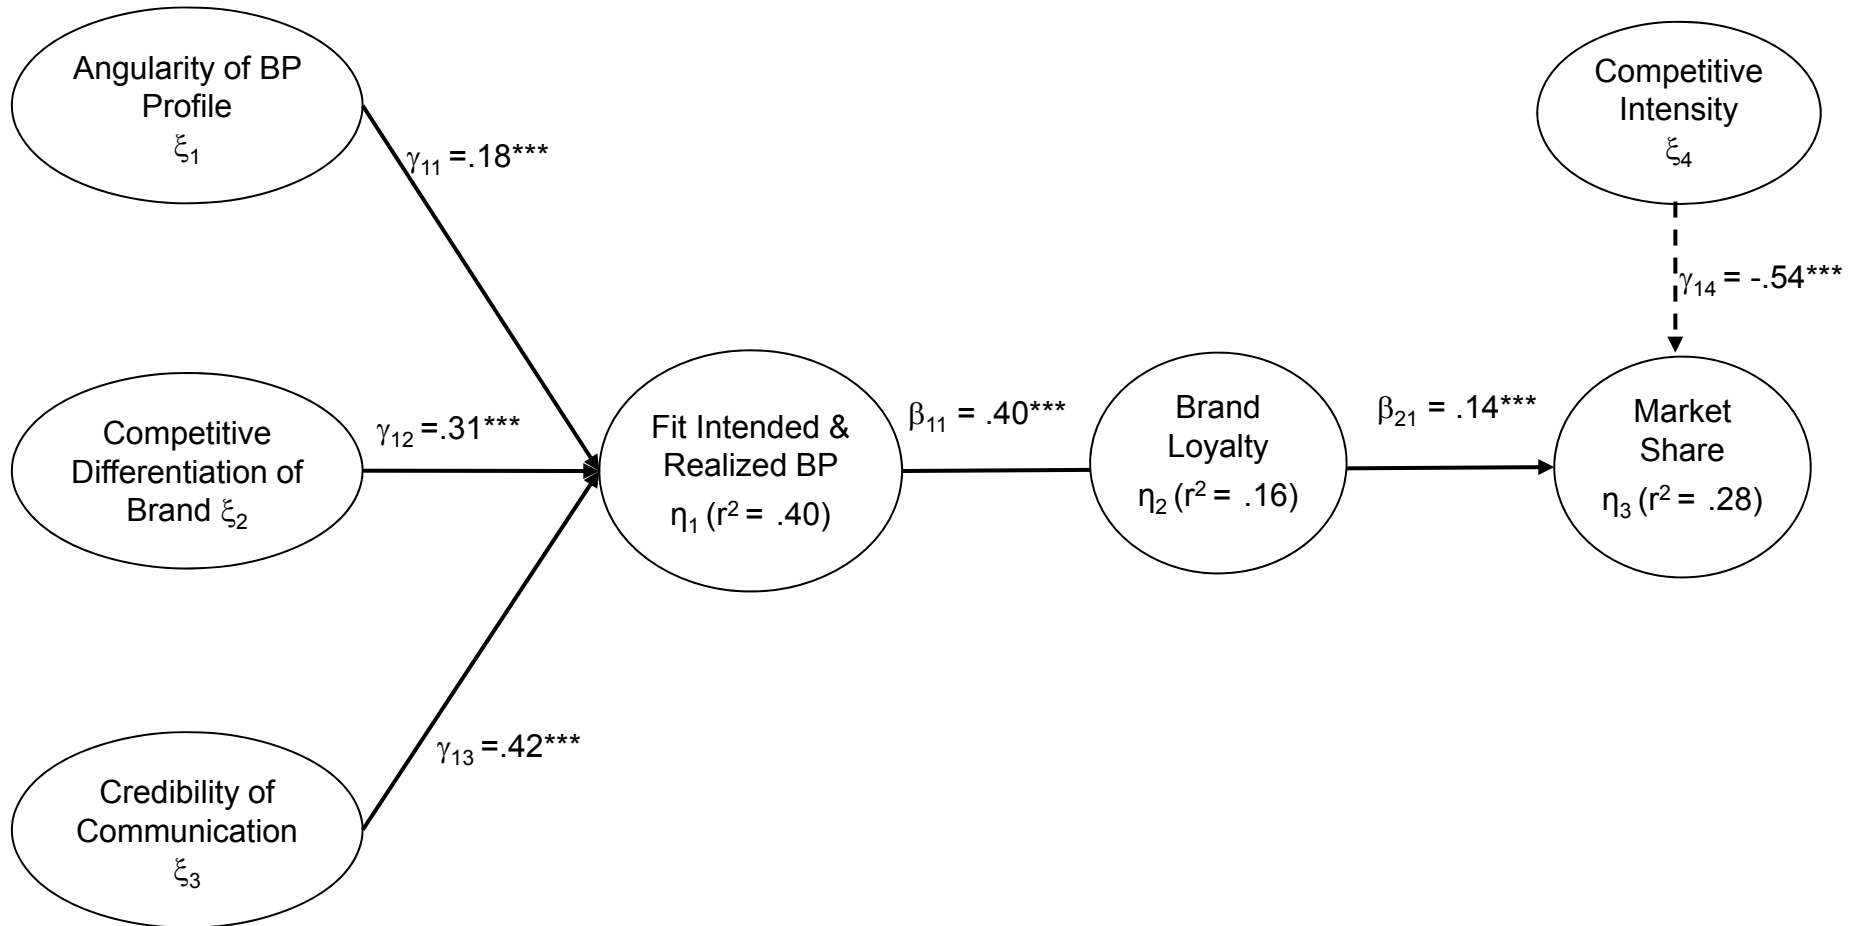 Angularity of BP
Profile
ξ1
γ11 =.18***
Competitive
Differentiation of
Brand ξ2
γ12 =.31***
Credibility of
Communication
ξ3
γ13 =.42***
Fit Intended &
Realized BP
η1 (r2 = .40)
β11 = .40***
Brand
Loyalty
η2 (r2 = .16)
β21 = .14***
Competitive
Intensity
ξ4
γ14 = -.54***
Market
Share
η3 (r2 = .28)